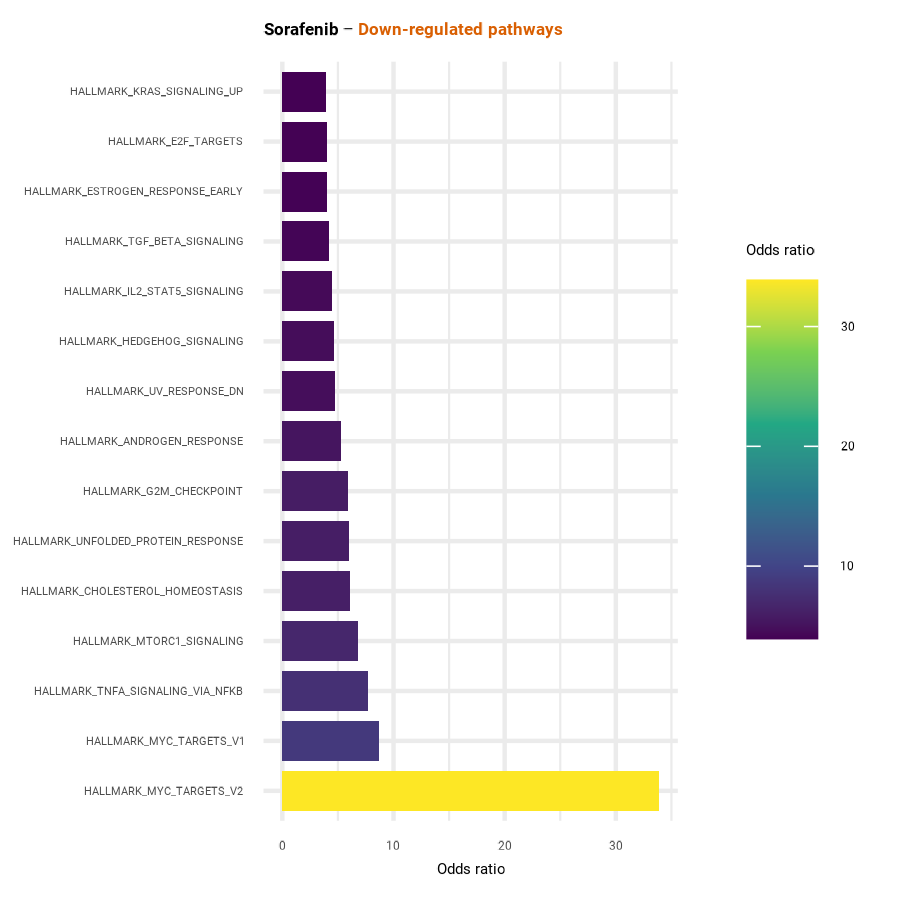 Sorafenib – Down-regulated pathways
HALLMARK_KRAS_SIGNALING_UP
HALLMARK_E2F_TARGETS
HALLMARK_ESTROGEN_RESPONSE_EARLY
HALLMARK_TGF_BETA_SIGNALING
HALLMARK_IL2_STAT5_SIGNALING
HALLMARK_HEDGEHOG_SIGNALING
HALLMARK_UV_RESPONSE_DN
HALLMARK_ANDROGEN_RESPONSE
HALLMARK_G2M_CHECKPOINT
HALLMARK_UNFOLDED_PROTEIN_RESPONSE
HALLMARK_CHOLESTEROL_HOMEOSTASIS
HALLMARK_MTORC1_SIGNALING
HALLMARK_TNFA_SIGNALING_VIA_NFKB
HALLMARK_MYC_TARGETS_V1
HALLMARK_MYC_TARGETS_V2
0 10 20 30
Odds ratio
Odds ratio
30
20
10